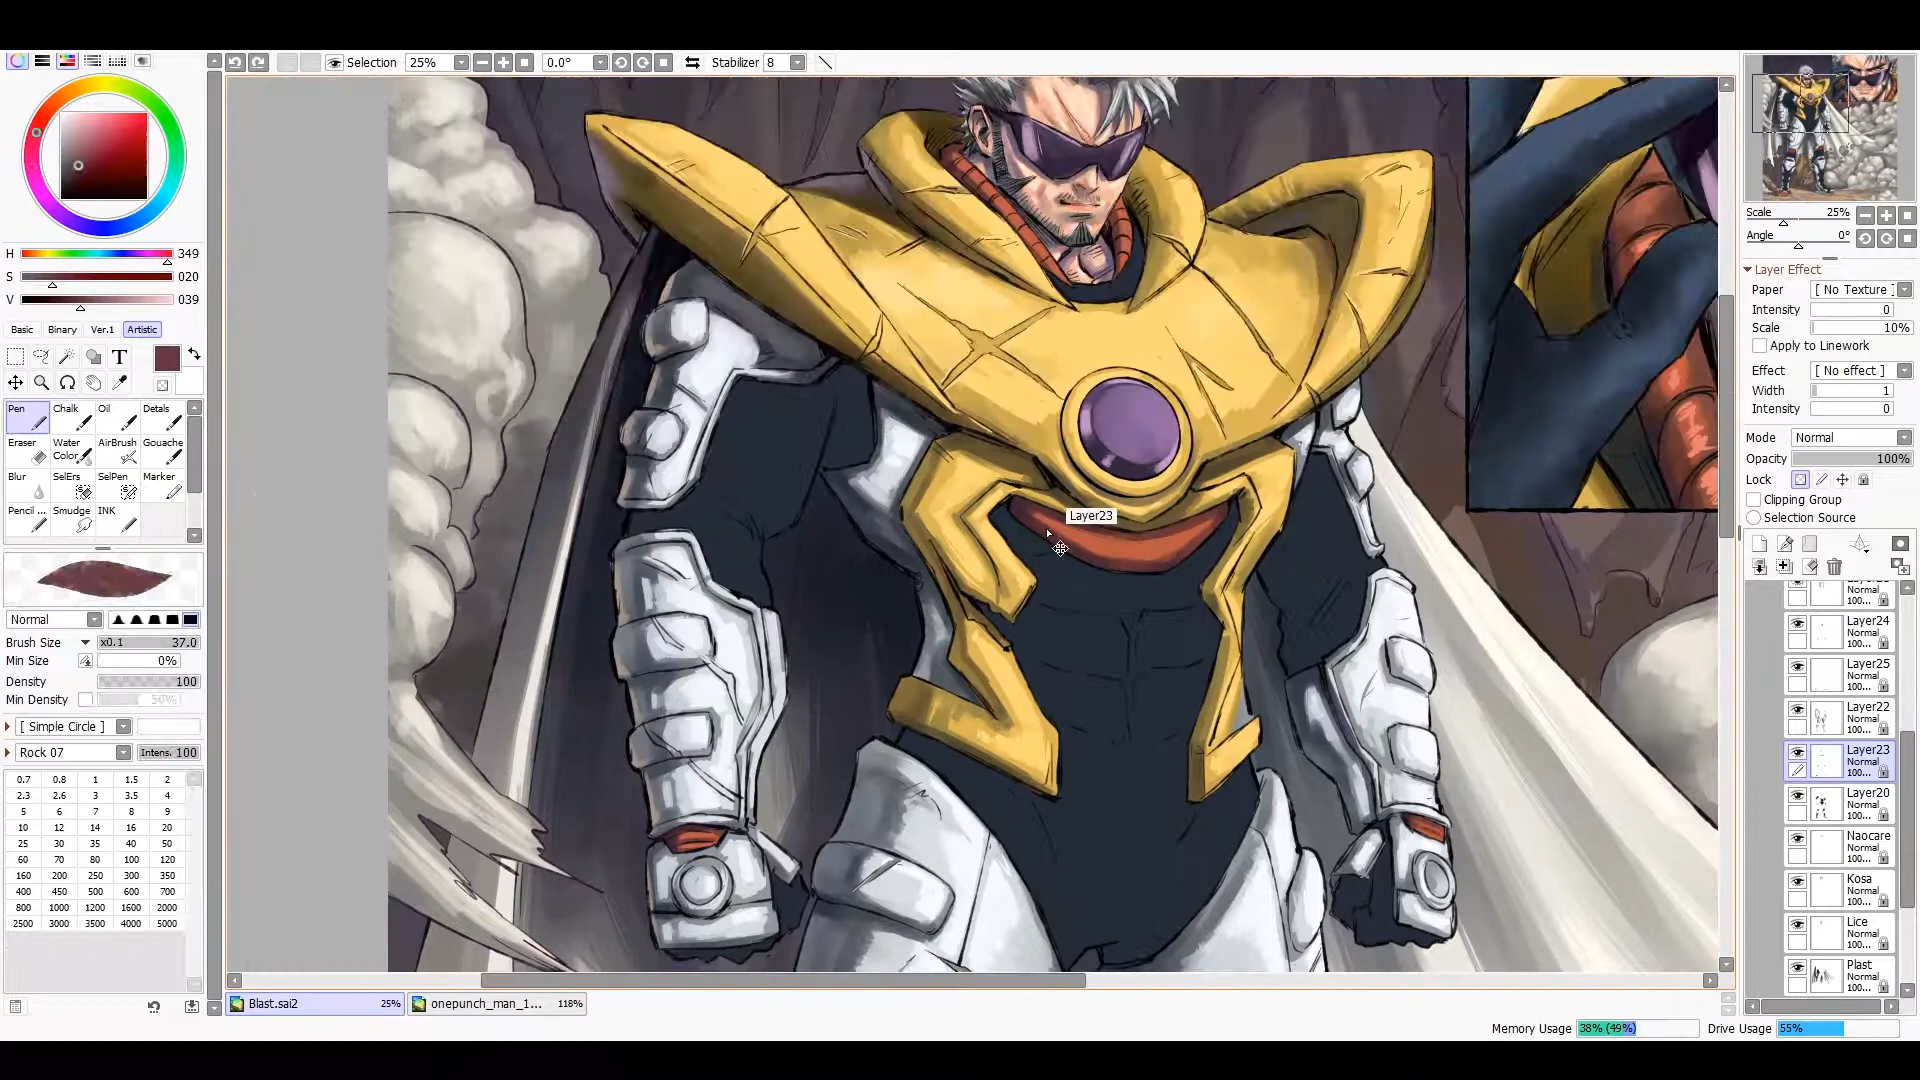 Selection 25% 0.0° Stabilizer 8
H 349
S 020
V 039
Basic Binary Ver.1 Artistic
T
Pen Chalk Oil Detals
Eraser Water Color AirBrush Gouache
Blur SelErs SelPen Marker
Pencil ... Smudge INK
Normal
Brush Size x0.1 37.0
Min Size 0%
Density 100
Min Density 50%
[ Simple Circle ]
Rock 07 Intens. 100
0.7 0.8 1 1.5 2
2.3 2.6 3 3.5 4
5 6 7 8 9
10 12 14 16 20
25 30 35 40 50
60 70 80 100 120
160 200 250 300 350
400 450 500 600 700
800 1000 1200 1600 2000
2500 3000 3500 4000 5000
Layer23
Blast.sai2 25%
onepunch_man_1... 118%
Scale 25%
Angle 0°
Layer Effect
Paper [ No Texture ]
Intensity 0
Scale 10%
Apply to Linework
Effect [ No effect ]
Width 1
Intensity 0
Mode Normal
Opacity 100%
Lock
Clipping Group
Selection Source
Normal
100...
Layer24
Normal
100...
Layer25
Normal
100...
Layer22
Normal
100...
Layer23
Normal
100...
Layer20
Normal
100...
Naocare
Normal
100...
Kosa
Normal
100...
Lice
Normal
100...
Plast
Normal
100...
Memory Usage 38% (49%) Drive Usage 55%